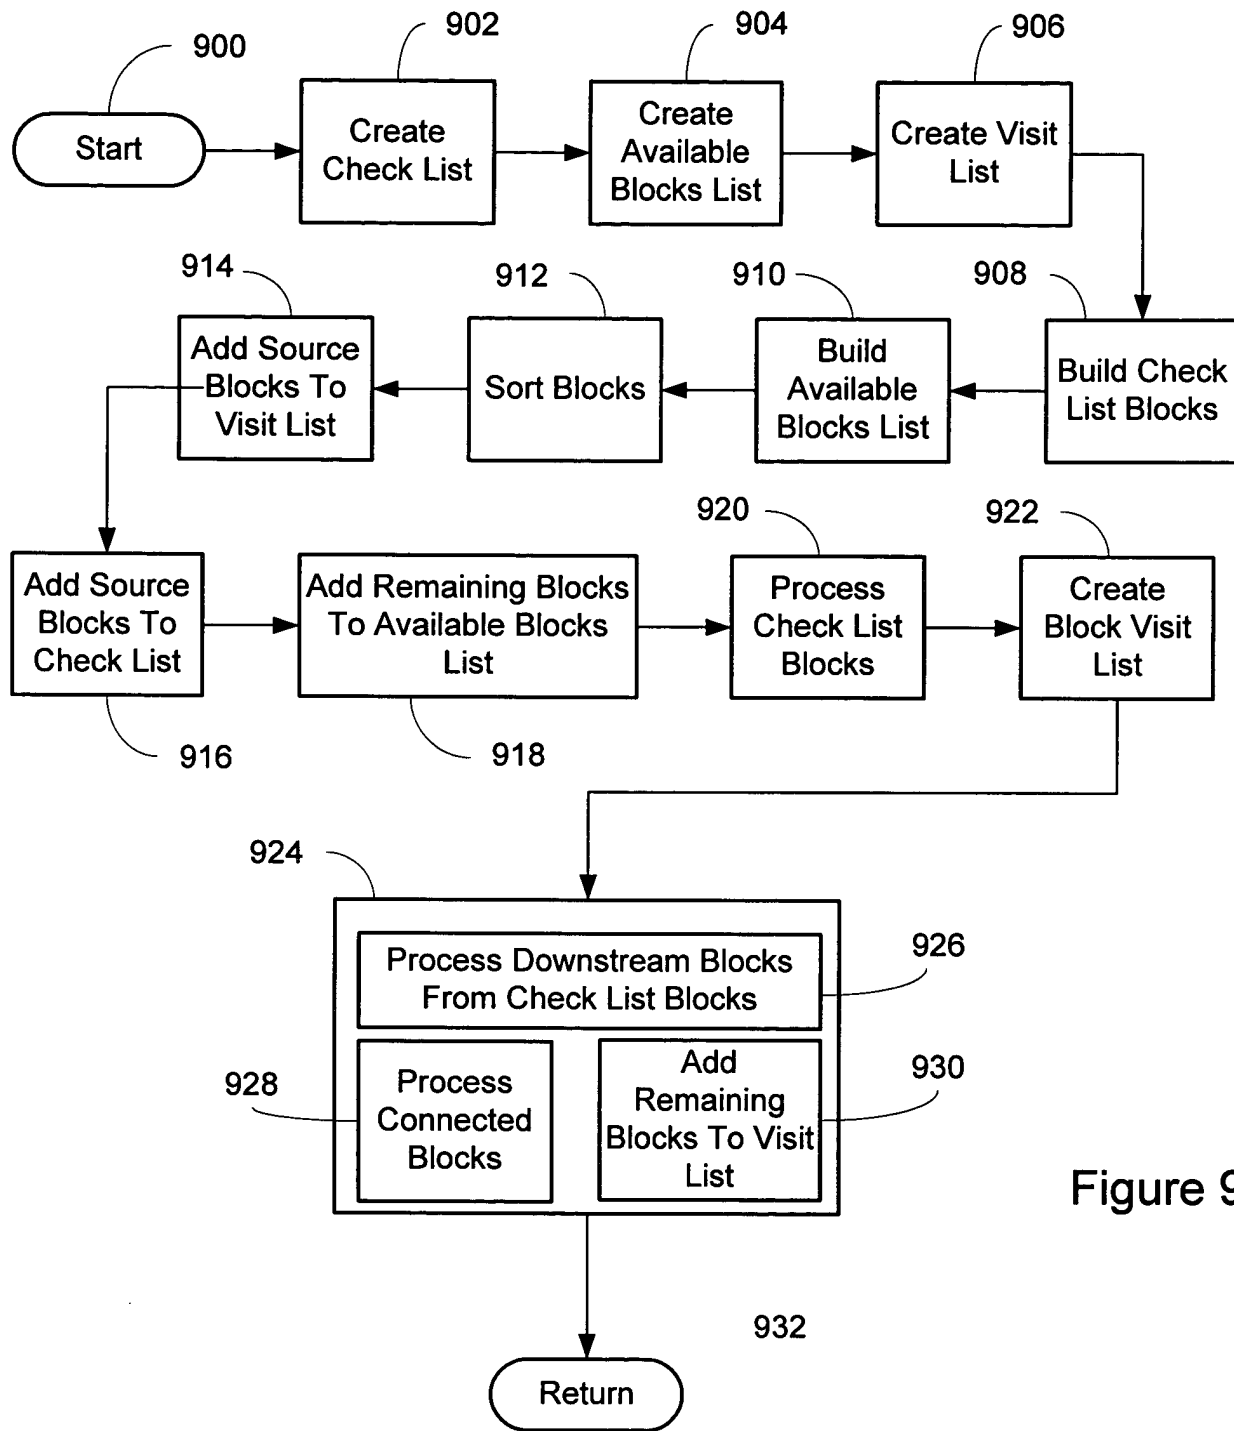 900
902
904
906
Start
Create
Check List
Create
Available
Blocks List
Create Visit
List
914
912
910
908
Add Source
Blocks To
Visit List
Sort Blocks
Build
Available
Blocks List
Build Check
List Blocks
920
922
Add Source
Blocks To
Check List
Add Remaining Blocks
To Available Blocks
List
Process
Check List
Blocks
Create
Block Visit
List
916
918
924
Process Downstream Blocks
From Check List Blocks
926
928
Process
Connected
Blocks
Add
Remaining
Blocks To Visit
List
930
Figure 9
932
Return